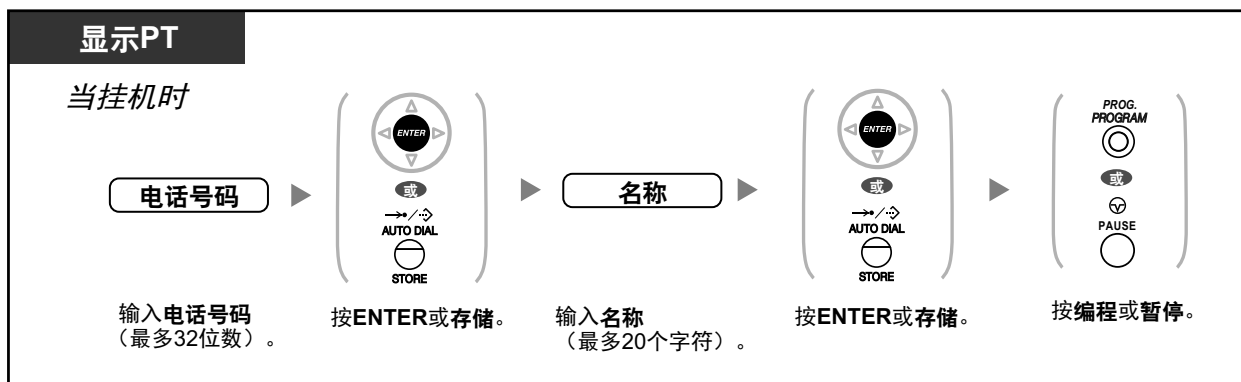 显示PT
当挂机时
电话号码
ENTER
或
AUTO DIAL
STORE
名称
ENTER
或
AUTO DIAL
STORE
PROG.
PROGRAM
或
PAUSE
输入电话号码
（最多32位数）。
按ENTER或存储。
输入名称
（最多20个字符）。
按ENTER或存储。
按编程或暂停。